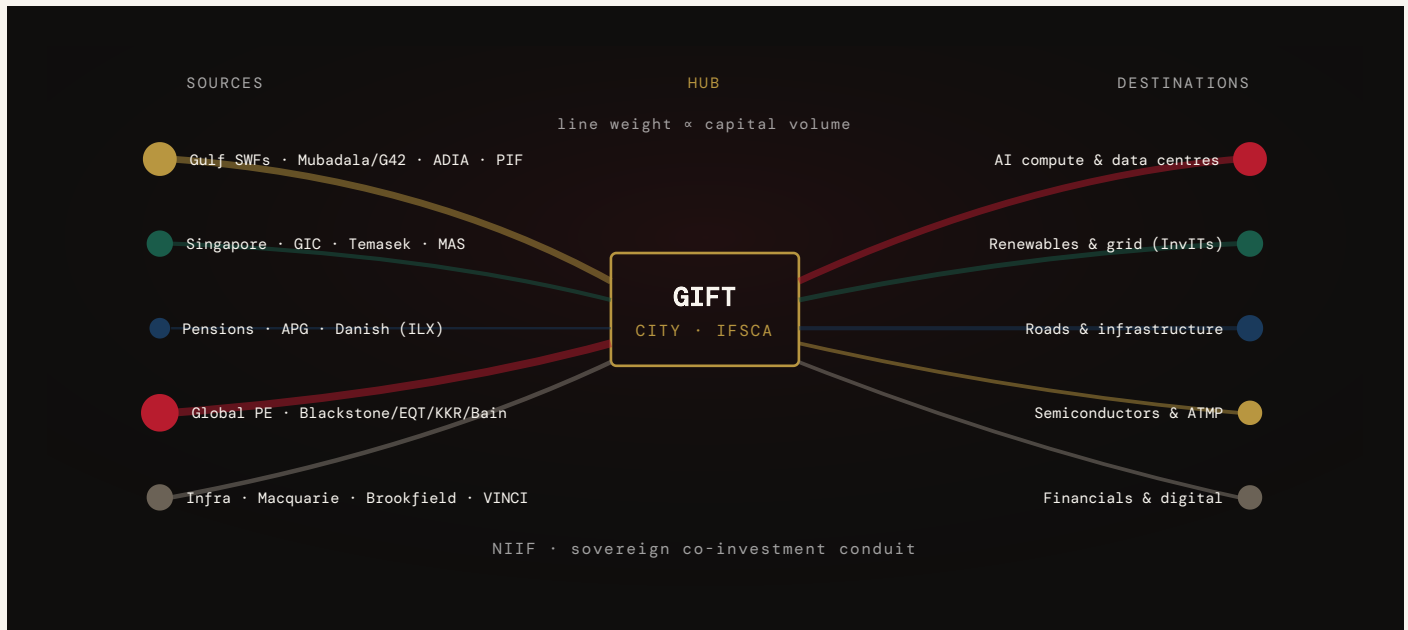 SOURCES
HUB
DESTINATIONS
line weight ∝ capital volume
Gulf SWFs · Mubadala/G42 · ADIA · PIF
AI compute & data centres
Singapore · GIC · Temasek · MAS
Renewables & grid (InvITs)
GIFT
CITY · IFSCA
Pensions · APG · Danish (ILX)
Roads & infrastructure
Global PE · Blackstone/EQT/KKR/Bain
Semiconductors & ATMP
Infra · Macquarie · Brookfield · VINCI
Financials & digital
NIIF · sovereign co-investment conduit